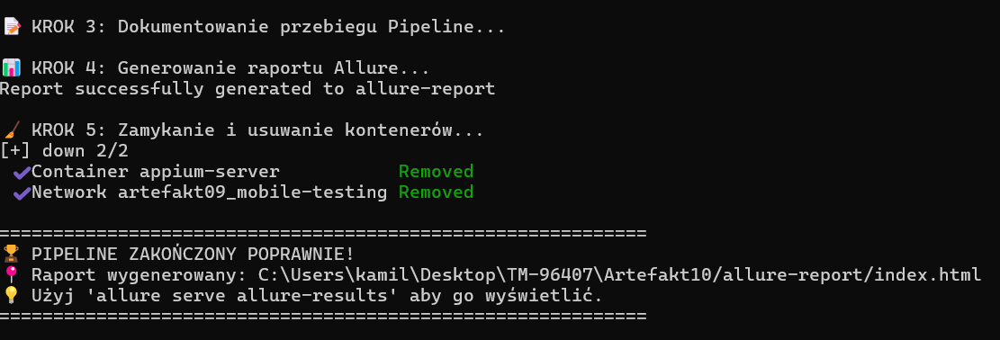 📝 KROK 3: Dokumentowanie przebiegu Pipeline...
📊 KROK 4: Generowanie raportu Allure...
Report successfully generated to allure-report
🧹 KROK 5: Zamykanie i usuwanie kontenerów...
[+] down 2/2
✔Container appium-server Removed
✔Network artefakt09_mobile-testing Removed
============================================================
🏆 PIPELINE ZAKOŃCZONY POPRAWNIE!
📍 Raport wygenerowany: C:\Users\kamil\Desktop\TM-96407\Artefakt10/allure-report/index.html
💡 Użyj 'allure serve allure-results' aby go wyświetlić.
============================================================